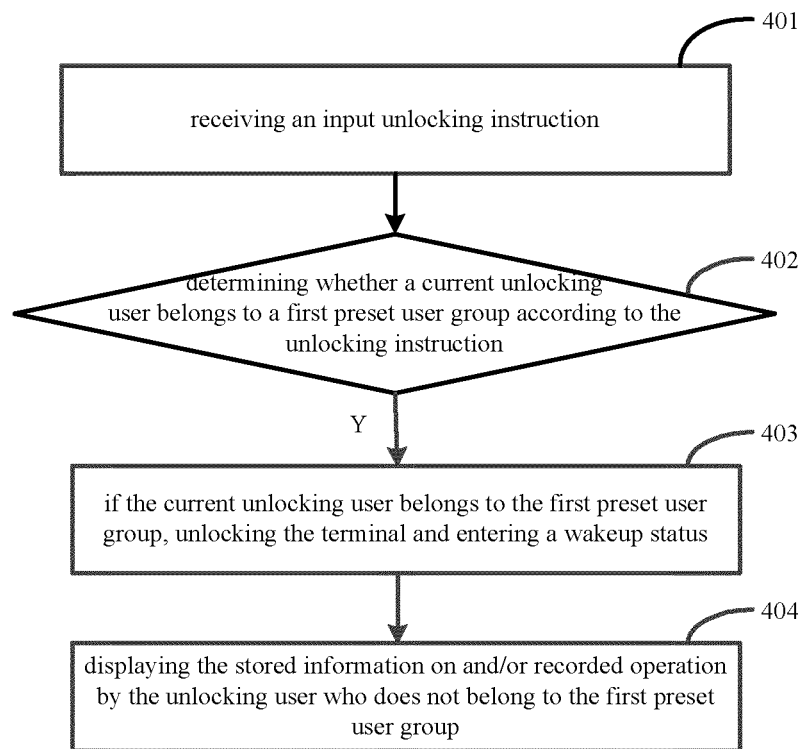 401
receiving an input unlocking instruction
402
determining whether a current unlocking
user belongs to a first preset user group according to the
unlocking instruction
Y
403
if the current unlocking user belongs to the first preset user
group, unlocking the terminal and entering a wakeup status
404
displaying the stored information on and/or recorded operation
by the unlocking user who does not belong to the first preset
user group